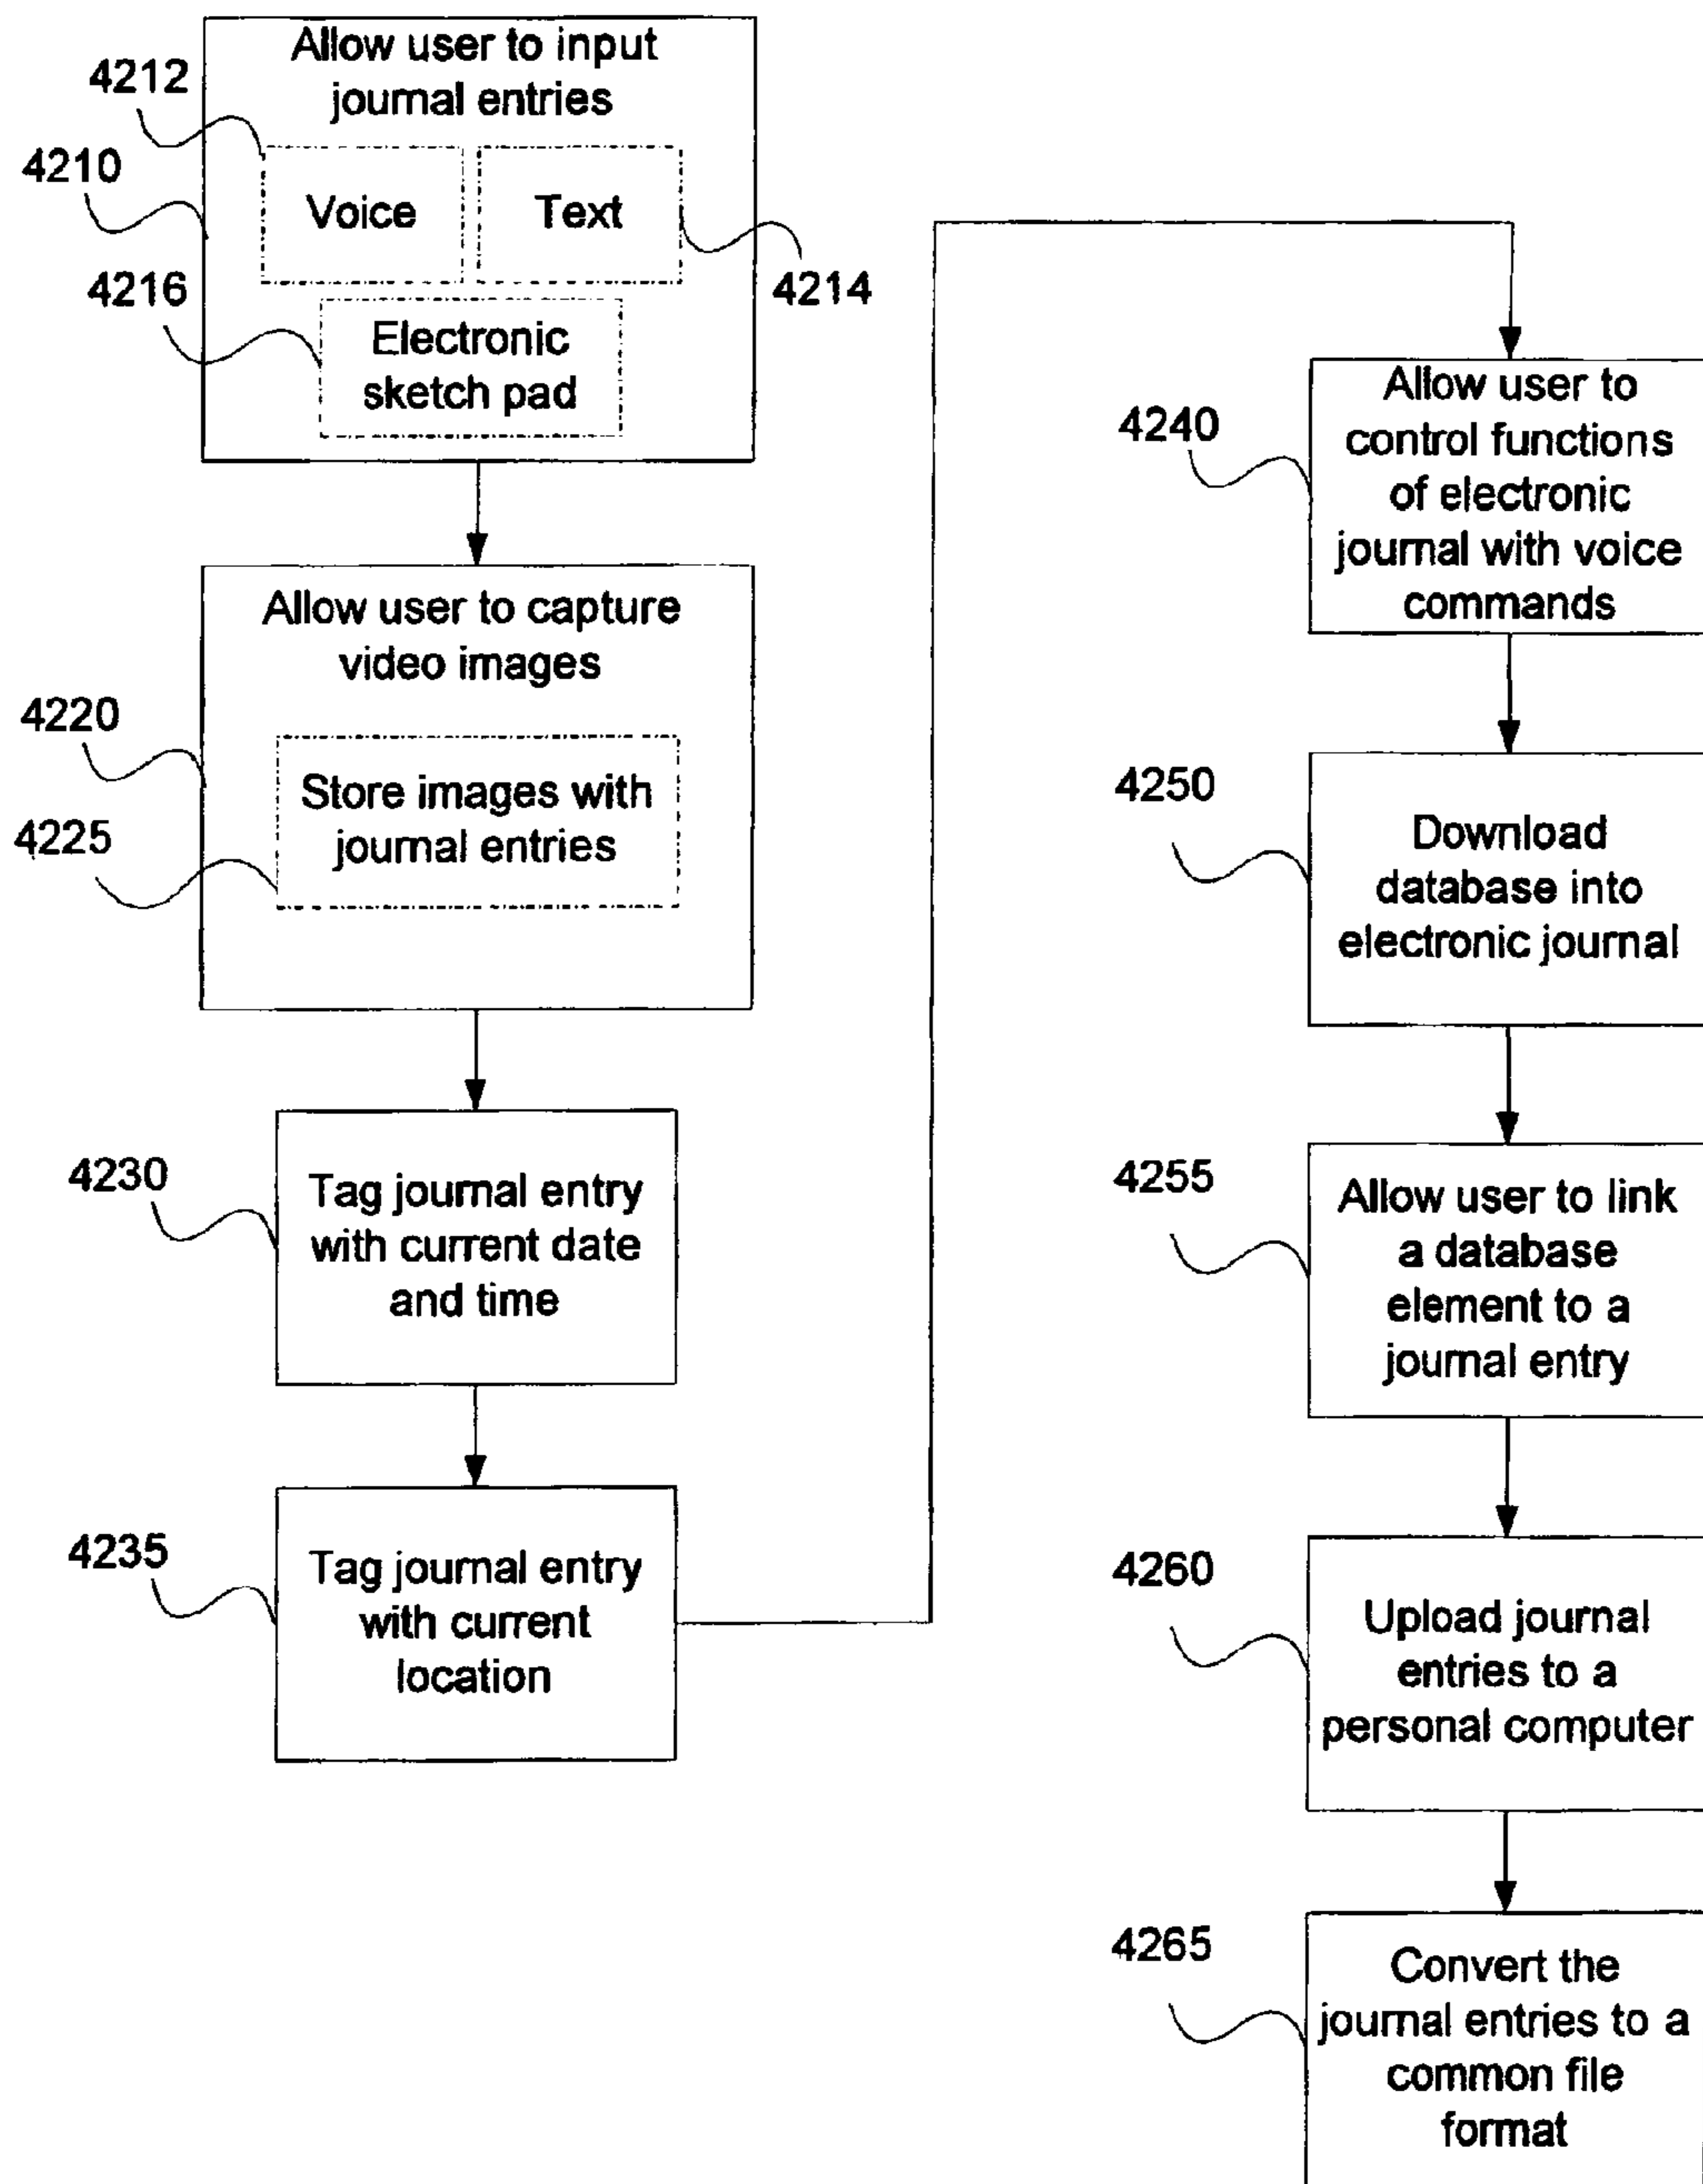 Allow user to input
journal entries
4212
4210
Voice
Text
4214
4216
Electronic
sketch pad
Allow user to capture
video images
4220
Store images with
journal entries
4225
4230
Tag journal entry
with current date
and time
4235
Tag journal entry
with current
location
4240
Allow user to
control functions
of electronic
journal with voice
commands
4250
Download
database into
electronic journal
4255
Allow user to link
a database
element to a
journal entry
4260
Upload journal
entries to a
personal computer
4265
Convert the
journal entries to a
common file
format